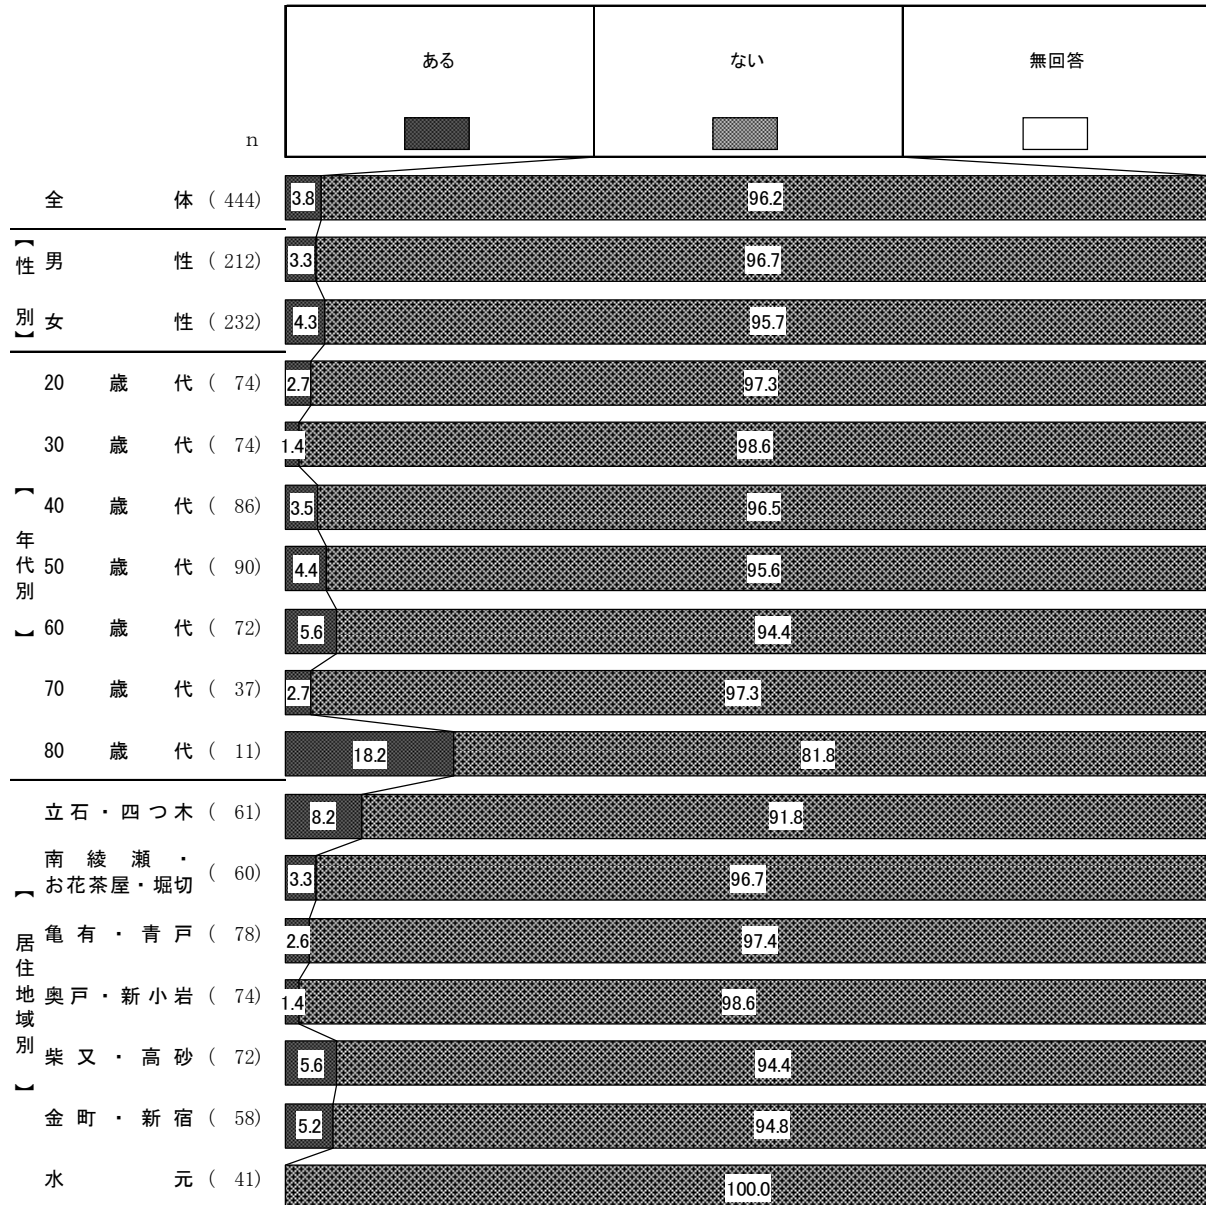 ある ない 無回答
n
全体 ( 444) 3.8 96.2
【性別】
男性 ( 212) 3.3 96.7
女性 ( 232) 4.3 95.7
【年代別】
20歳代 ( 74) 2.7 97.3
30歳代 ( 74) 1.4 98.6
40歳代 ( 86) 3.5 96.5
50歳代 ( 90) 4.4 95.6
60歳代 ( 72) 5.6 94.4
70歳代 ( 37) 2.7 97.3
80歳代 ( 11) 18.2 81.8
【居住地域別】
立石・四つ木 ( 61) 8.2 91.8
南綾瀬・
お花茶屋・堀切 ( 60) 3.3 96.7
亀有・青戸 ( 78) 2.6 97.4
奥戸・新小岩 ( 74) 1.4 98.6
柴又・高砂 ( 72) 5.6 94.4
金町・新宿 ( 58) 5.2 94.8
水元 ( 41) 100.0